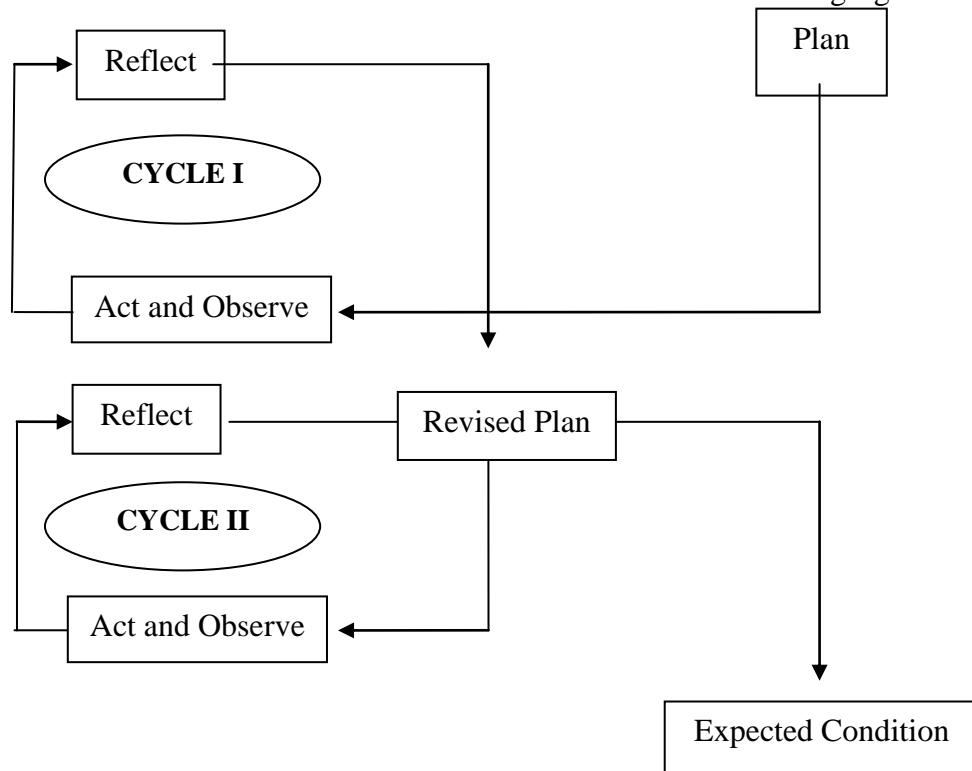 Plan
Reflect
CYCLE I
Act and Observe
Reflect
Revised Plan
CYCLE II
Act and Observe
Expected Condition